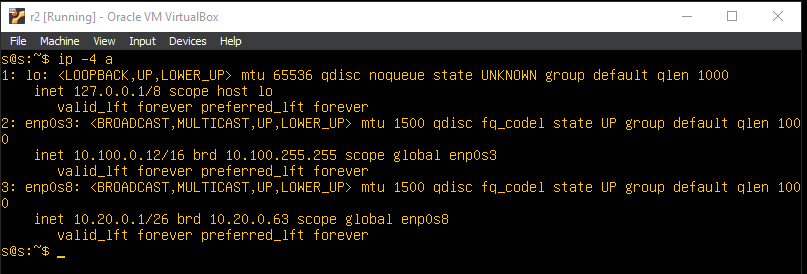 r2 [Running] - Oracle VM VirtualBox
File Machine View Input Devices Help
s@s:~$ ip -4 a
1: lo: <LOOPBACK,UP,LOWER_UP> mtu 65536 qdisc noqueue state UNKNOWN group default qlen 1000
    inet 127.0.0.1/8 scope host lo
       valid_lft forever preferred_lft forever
2: enp0s3: <BROADCAST,MULTICAST,UP,LOWER_UP> mtu 1500 qdisc fq_codel state UP group default qlen 100
0
    inet 10.100.0.12/16 brd 10.100.255.255 scope global enp0s3
       valid_lft forever preferred_lft forever
3: enp0s8: <BROADCAST,MULTICAST,UP,LOWER_UP> mtu 1500 qdisc fq_codel state UP group default qlen 100
0
    inet 10.20.0.1/26 brd 10.20.0.63 scope global enp0s8
       valid_lft forever preferred_lft forever
s@s:~$ _